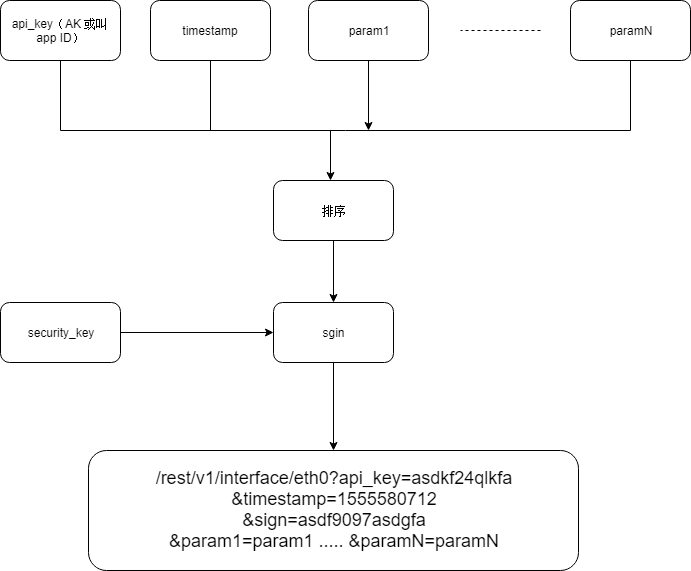 api_key（AK 或叫
app ID）
timestamp
param1
paramN
排序
security_key
sgin
/rest/v1/interface/eth0?api_key=asdkf24qlkfa
&timestamp=1555580712
&sign=asdf9097asdgfa
&param1=param1 ..... &paramN=paramN